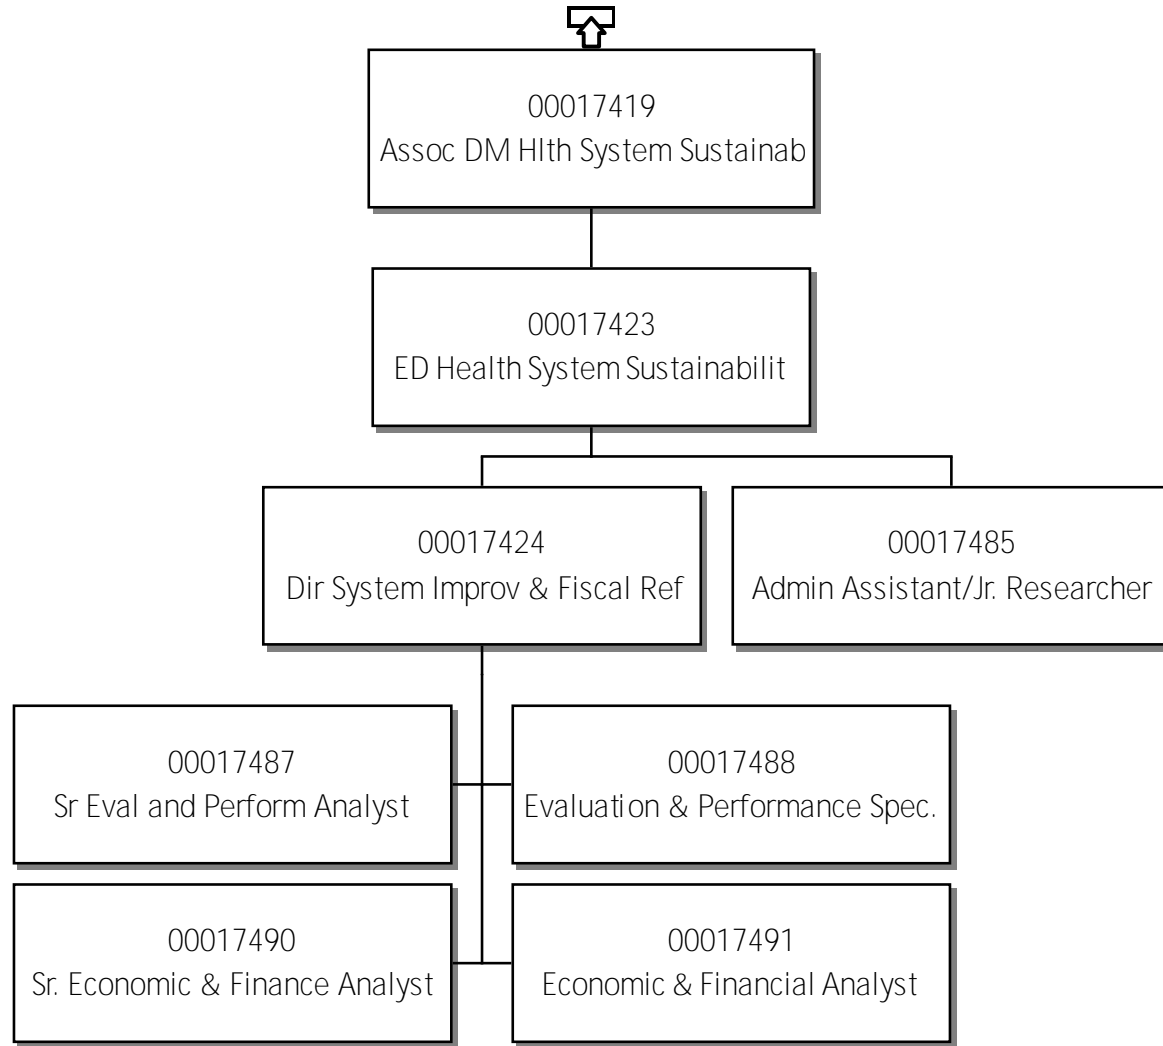 00017419
Assoc DM Hlth System Sustainab
00017423
ED Health System Sustainabilit
00017424
Dir System Improv & Fiscal Ref
00017485
Admin Assistant/Jr. Researcher
00017487
Sr Eval and Perform Analyst
00017488
Evaluation & Performance Spec.
00017490
Sr. Economic & Finance Analyst
00017491
Economic & Financial Analyst